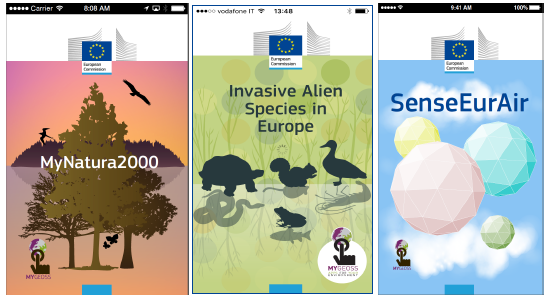 Carrier 8:08 AM
European
Commission
MyNatura2000
MYGEOSS
vodafone IT 13:48
European
Commission
Invasive Alien
Species in
Europe
MYGEOSS
ENVIRONMENT
9:41 AM 100%
European
Commission
SenseEurAir
MYGEOSS